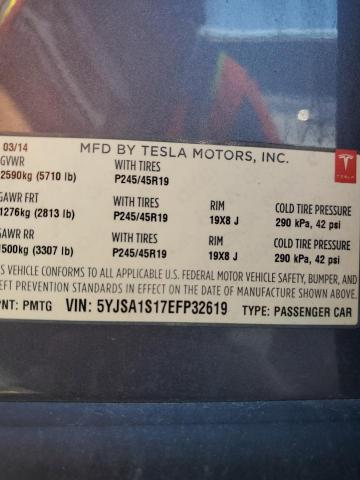 03/14 MFD BY TESLA MOTORS, INC.
GVWR WITH TIRES
2590kg (5710 lb) P245/45R19
TESLA
GAWR FRT WITH TIRES RIM COLD TIRE PRESSURE
1276kg (2813 lb) P245/45R19 19X8 J 290 kPa, 42 psi
GAWR RR WITH TIRES RIM COLD TIRE PRESSURE
500kg (3307 lb) P245/45R19 19X8 J 290 kPa, 42 psi
S VEHICLE CONFORMS TO ALL APPLICABLE U.S. FEDERAL MOTOR VEHICLE SAFETY, BUMPER, AND
EFT PREVENTION STANDARDS IN EFFECT ON THE DATE OF MANUFACTURE SHOWN ABOVE.
PNT: PMTG VIN: 5YJSA1S17EFP32619 TYPE: PASSENGER CAR